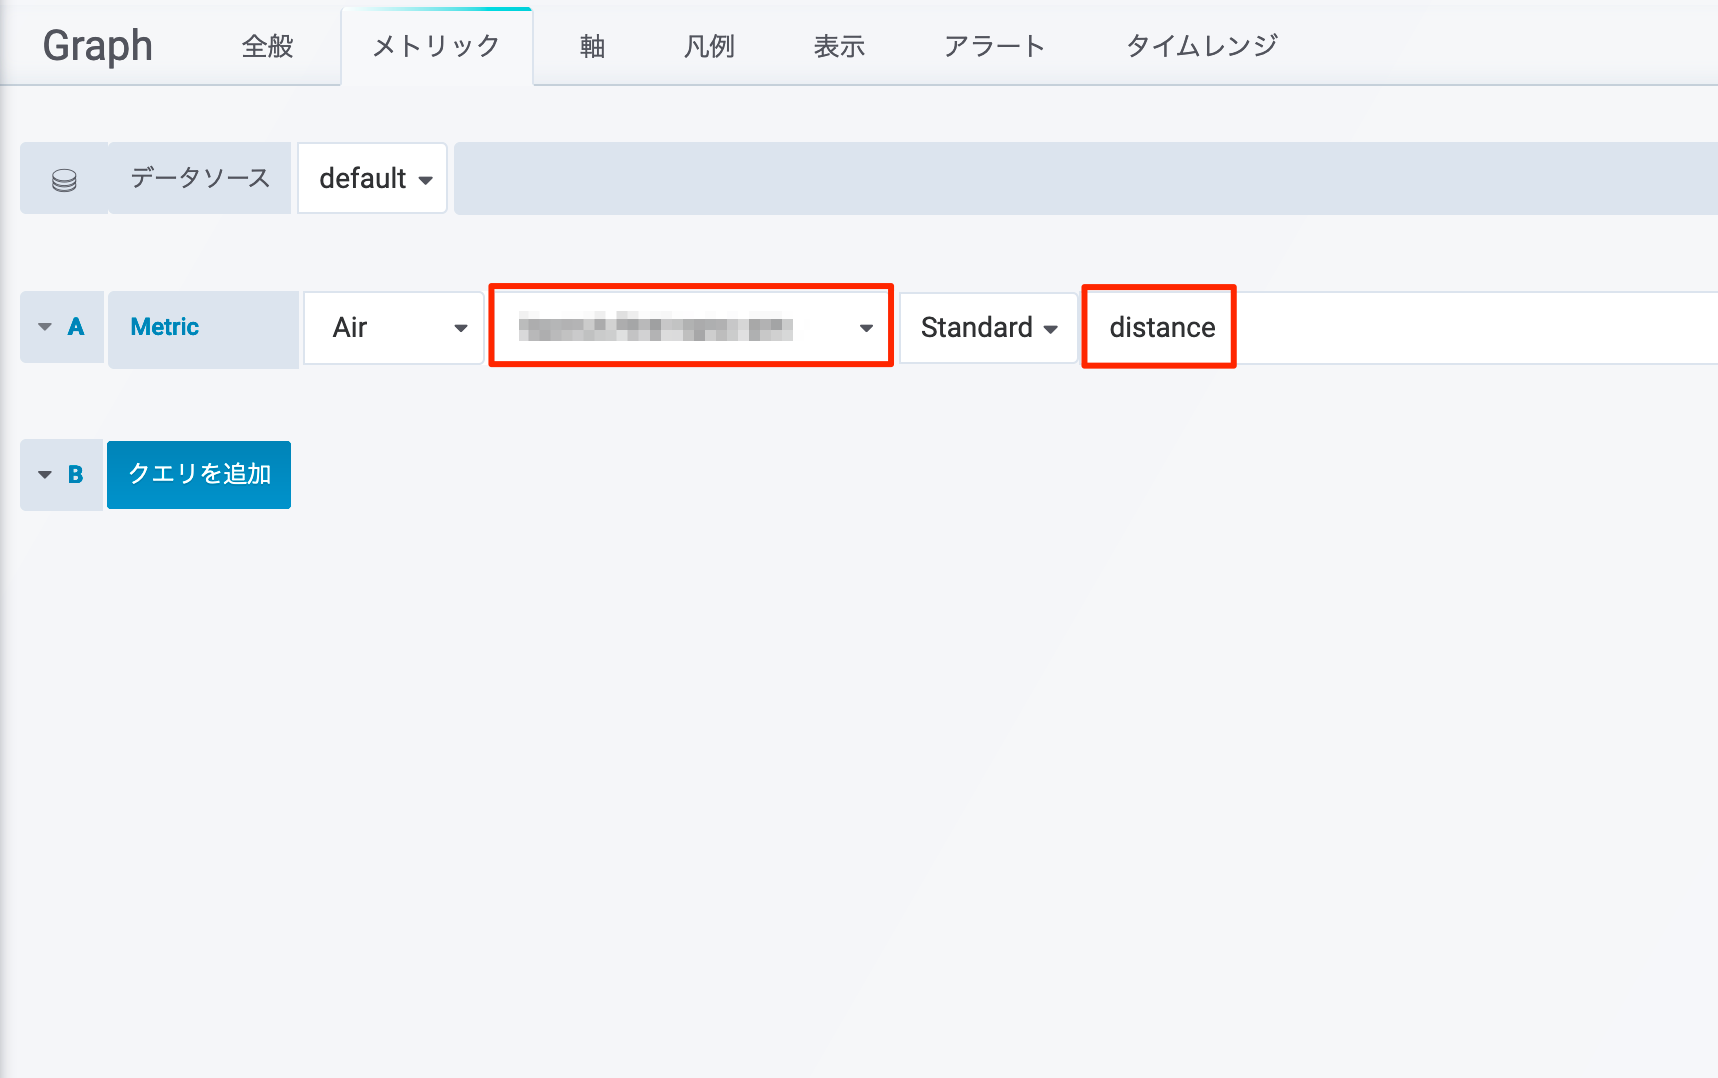 Graph 全般 メトリック 軸 凡例 表示 アラート タイムレンジ
データソース default
A Metric Air Standard distance
B クエリを追加